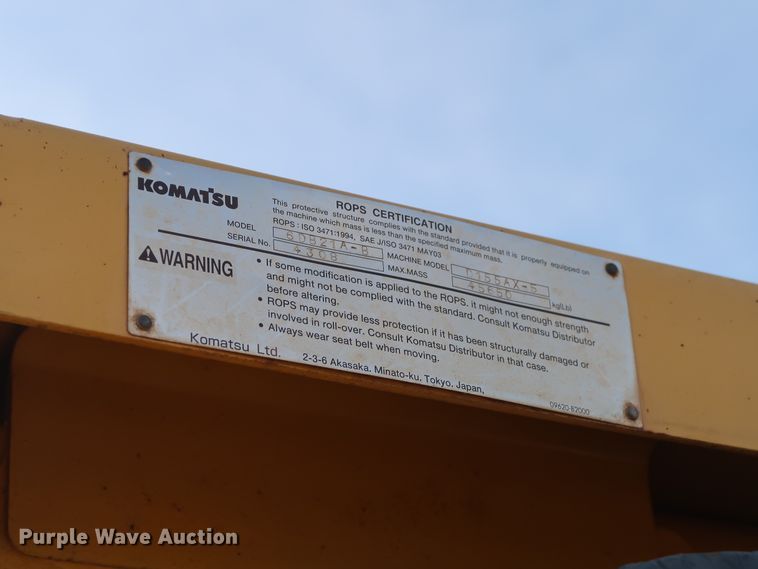 KOMATSU
ROPS CERTIFICATION
This protective structure complies with the standard provided that it is properly equipped on
the machine which mass is less than the specified maximum mass.
ROPS : ISO 3471:1994, SAE J/ISO 3471 MAY03
MODEL
SERIAL No. 4309
MACHINE MODEL D155AX-5
MAX.MASS 45650 kg(Lb)
WARNING
• If some modification is applied to the ROPS. it might not enough strength
and might not be complied with the standard. Consult Komatsu Distributor
before altering.
• ROPS may provide less protection if it has been structurally damaged or
involved in roll-over. Consult Komatsu Distributor in that case.
• Always wear seat belt when moving.
Komatsu Ltd. 2-3-6 Akasaka, Minato-ku, Tokyo, Japan,
09620-B2000
Purple Wave Auction